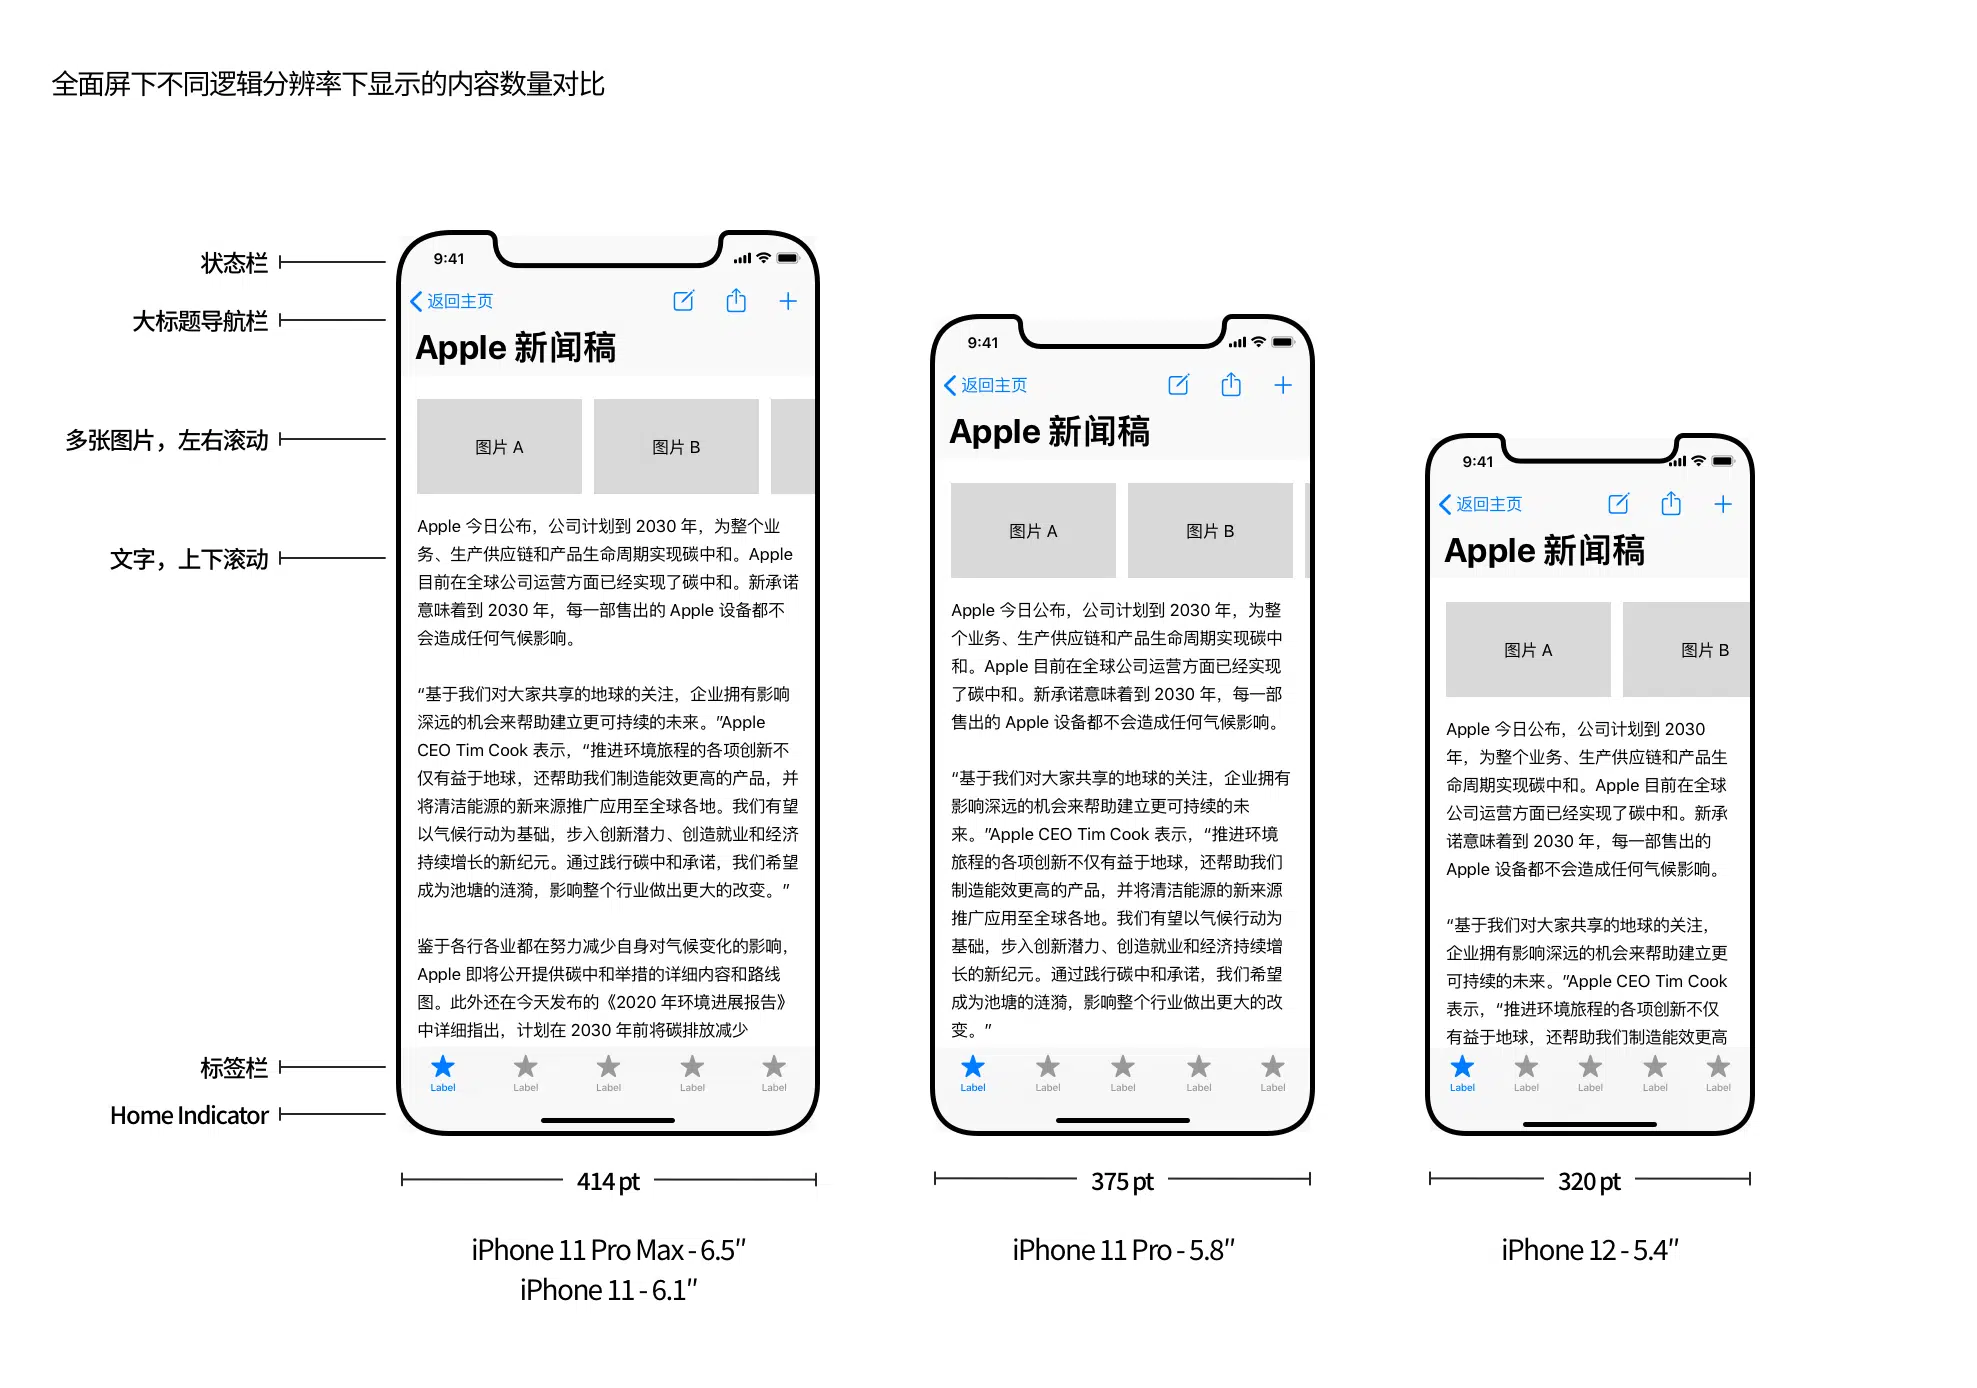 全面屏下不同逻辑分辨率下显示的内容数量对比
状态栏
大标题导航栏
多张图片，左右滚动
文字，上下滚动
标签栏
Home Indicator
9:41
返回主页
Apple 新闻稿
图片 A
图片 B
Apple 今日公布，公司计划到 2030 年，为整个业
务、生产供应链和产品生命周期实现碳中和。Apple
目前在全球公司运营方面已经实现了碳中和。新承诺
意味着到 2030 年，每一部售出的 Apple 设备都不
会造成任何气候影响。
“基于我们对大家共享的地球的关注，企业拥有影响
深远的机会来帮助建立更可持续的未来。”Apple
CEO Tim Cook 表示，“推进环境旅程的各项创新不
仅有益于地球，还帮助我们制造能效更高的产品，并
将清洁能源的新来源推广应用至全球各地。我们有望
以气候行动为基础，步入创新潜力、创造就业和经济
持续增长的新纪元。通过践行碳中和承诺，我们希望
成为池塘的涟漪，影响整个行业做出更大的改变。”
鉴于各行各业都在努力减少自身对气候变化的影响，
Apple 即将公开提供碳中和举措的详细内容和路线
图。此外还在今天发布的《2020 年环境进展报告》
中详细指出，计划在 2030 年前将碳排放减少
Label
Label
Label
Label
Label
414 pt
iPhone 11 Pro Max - 6.5″
iPhone 11 - 6.1″
9:41
返回主页
Apple 新闻稿
图片 A
图片 B
Apple 今日公布，公司计划到 2030 年，为整
个业务、生产供应链和产品生命周期实现碳中
和。Apple 目前在全球公司运营方面已经实现
了碳中和。新承诺意味着到 2030 年，每一部
售出的 Apple 设备都不会造成任何气候影响。
“基于我们对大家共享的地球的关注，企业拥有
影响深远的机会来帮助建立更可持续的未
来。”Apple CEO Tim Cook 表示，“推进环境
旅程的各项创新不仅有益于地球，还帮助我们
制造能效更高的产品，并将清洁能源的新来源
推广应用至全球各地。我们有望以气候行动为
基础，步入创新潜力、创造就业和经济持续增
长的新纪元。通过践行碳中和承诺，我们希望
成为池塘的涟漪，影响整个行业做出更大的改
变。”
Label
Label
Label
Label
Label
375 pt
iPhone 11 Pro - 5.8″
9:41
返回主页
Apple 新闻稿
图片 A
图片 B
Apple 今日公布，公司计划到 2030
年，为整个业务、生产供应链和产品生
命周期实现碳中和。Apple 目前在全球
公司运营方面已经实现了碳中和。新承
诺意味着到 2030 年，每一部售出的
Apple 设备都不会造成任何气候影响。
“基于我们对大家共享的地球的关注，
企业拥有影响深远的机会来帮助建立更
可持续的未来。”Apple CEO Tim Cook
表示，“推进环境旅程的各项创新不仅
有益于地球，还帮助我们制造能效更高
Label
Label
Label
Label
Label
320 pt
iPhone 12 - 5.4″